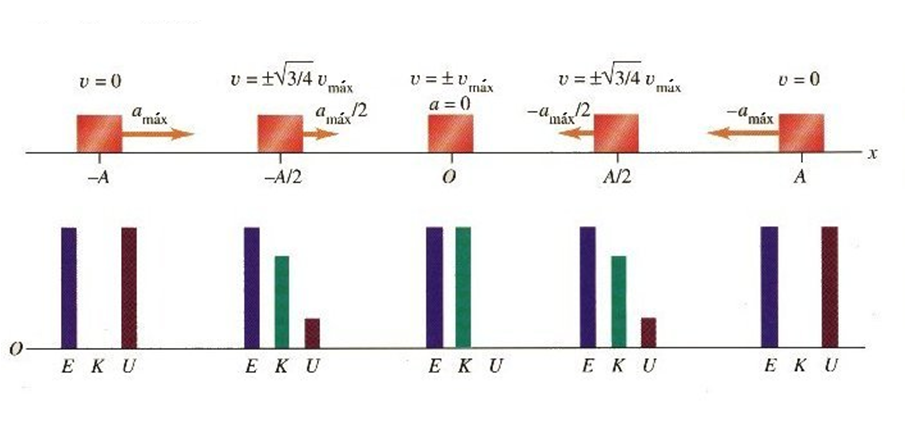 v = 0
v = ±√3/4 vmáx
v = ± vmáx
v = ±√3/4 vmáx
v = 0
amáx
amáx/2
a = 0
−amáx/2
−amáx
x
−A
−A/2
O
A/2
A
O
E K U
E K U
E K U
E K U
E K U